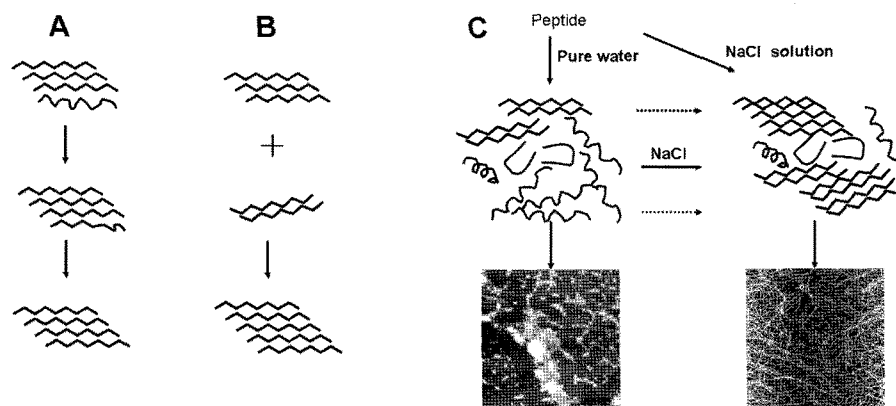 A
B
C
Peptide
Pure water
NaCl solution
+
NaCl